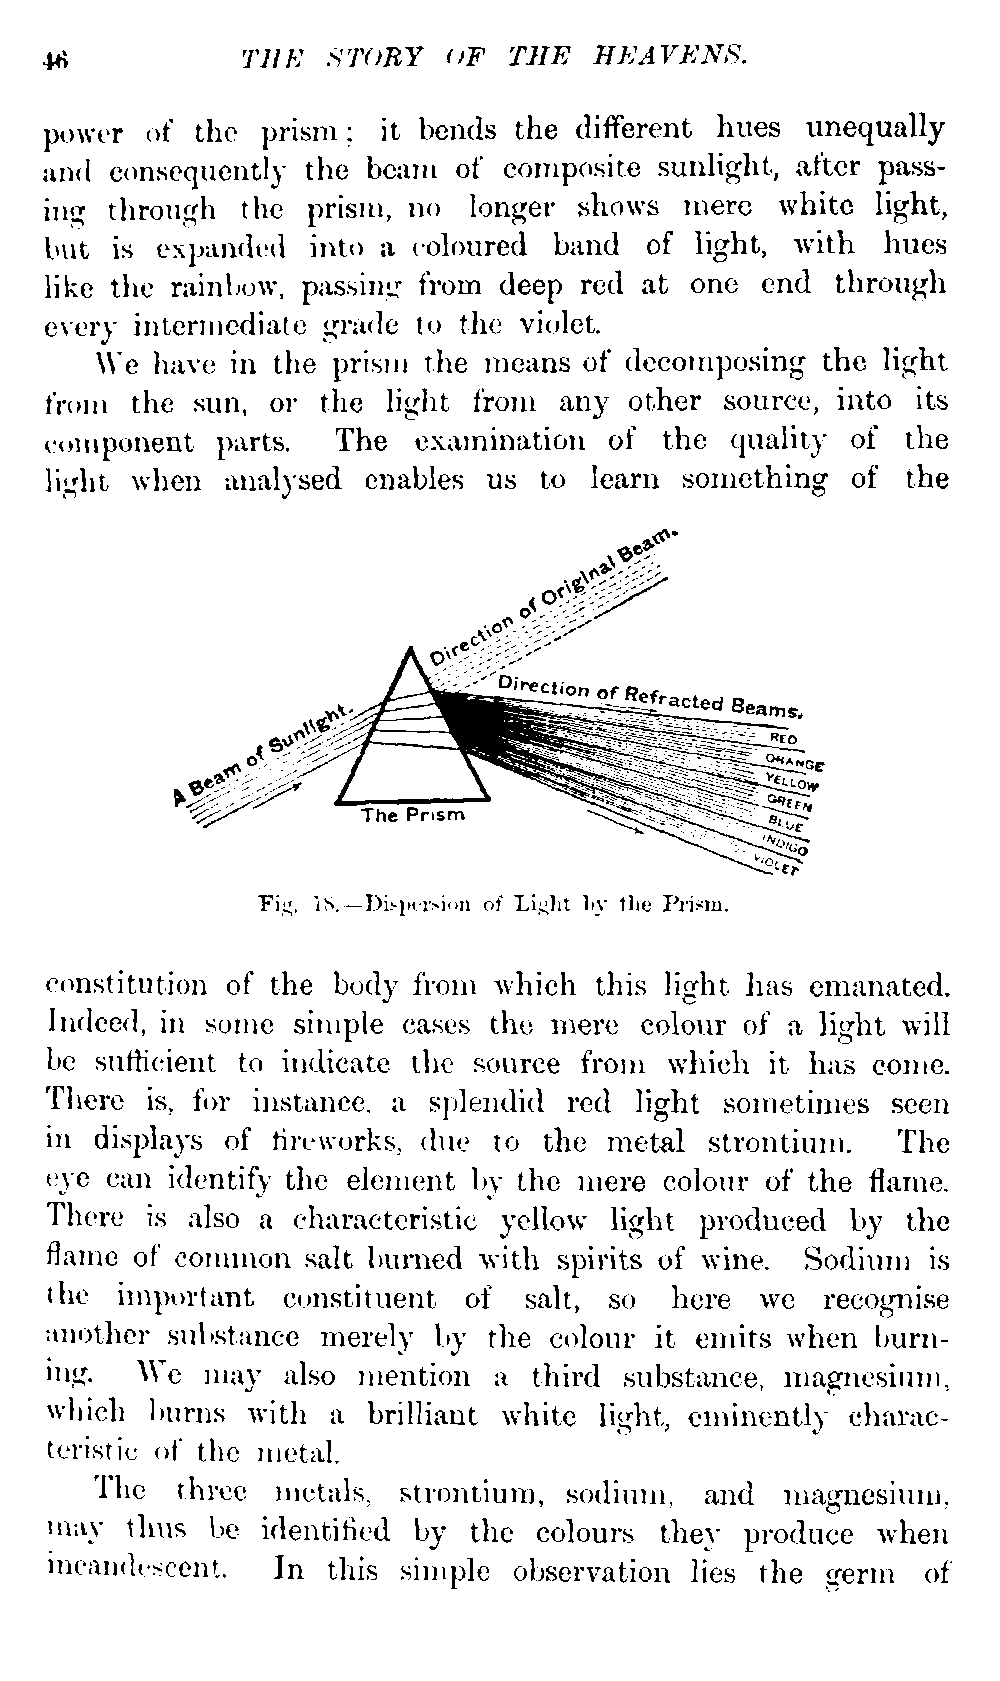 46 THE STORY OF THE HEAVENS.
power of the prism; it bends the different hues unequally
and consequently the beam of composite sunlight, after pass-
ing through the prism, no longer shows mere white light,
but is expanded into a coloured band of light, with hues
like the rainbow, passing from deep red at one end through
every intermediate grade to the violet.
We have in the prism the means of decomposing the light
from the sun, or the light from any other source, into its
component parts. The examination of the quality of the
light when analysed enables us to learn something of the
Direction of Original Beam.
Direction of Refracted Beams.
A Beam of Sunlight.
RED
ORANGE
YELLOW
GREEN
BLUE
INDIGO
VIOLET
The Prism
Fig. 18.—Dispersion of Light by the Prism.
constitution of the body from which this light has emanated.
Indeed, in some simple cases the mere colour of a light will
be sufficient to indicate the source from which it has come.
There is, for instance, a splendid red light sometimes seen
in displays of fireworks, due to the metal strontium. The
eye can identify the element by the mere colour of the flame.
There is also a characteristic yellow light produced by the
flame of common salt burned with spirits of wine. Sodium is
the important constituent of salt, so here we recognise
another substance merely by the colour it emits when burn-
ing. We may also mention a third substance, magnesium,
which burns with a brilliant white light, eminently charac-
teristic of the metal.
The three metals, strontium, sodium, and magnesium,
may thus be identified by the colours they produce when
incandescent. In this simple observation lies the germ of